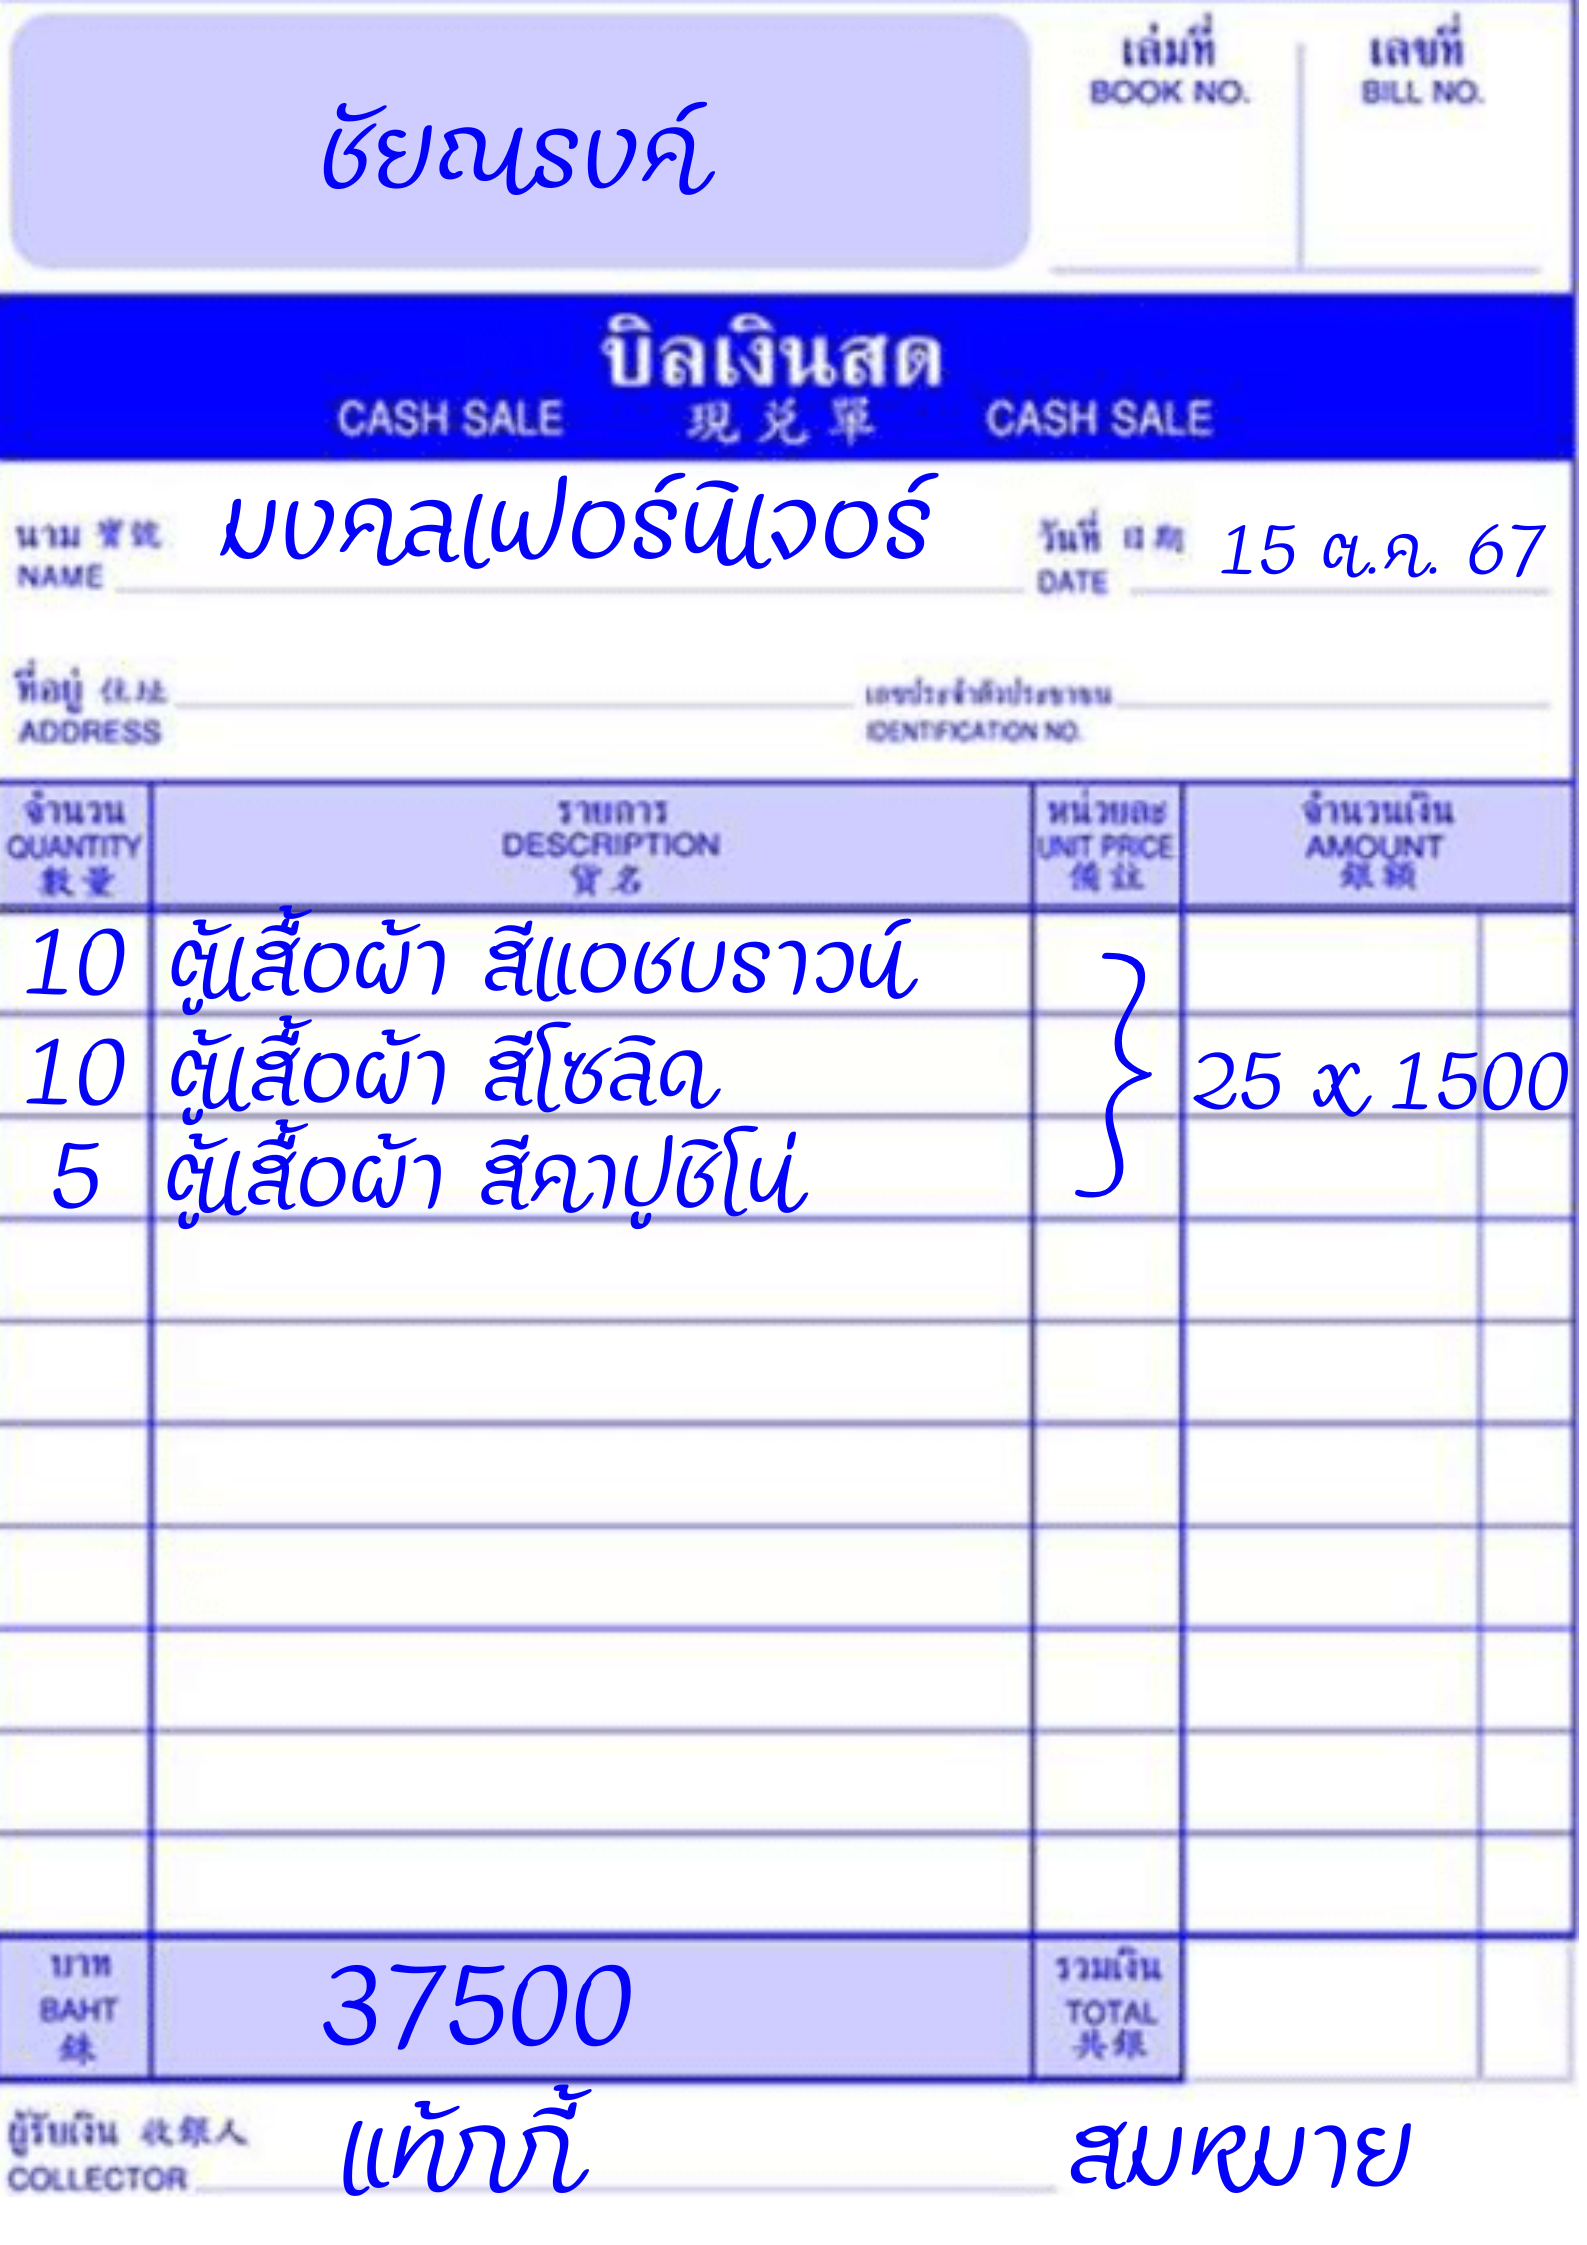 เล่มที่ เลขที่
BOOK NO. BILL NO.
ชัยณรงค์
บิลเงินสด
CASH SALE 現兑單 CASH SALE
นาม 寶號 มงคลเฟอร์นิเจอร์ วันที่ 日期 15 ต.ค. 67
NAME DATE
ที่อยู่ 住址 เลขประจำตัวประชาชน
ADDRESS IDENTIFICATION NO.
จำนวน รายการ หน่วยละ จำนวนเงิน
QUANTITY DESCRIPTION UNIT PRICE AMOUNT
數量 貨名 備註 銀額
10 ตู้เสื้อผ้า สีแอชบราวน์
10 ตู้เสื้อผ้า สีโซลิด 25 x 1500
5 ตู้เสื้อผ้า สีคาปูชิโน่
บาท 37500 รวมเงิน
BAHT TOTAL
銖 共銀
ผู้รับเงิน 收銀人 แท้กกี้ สมหมาย
COLLECTOR